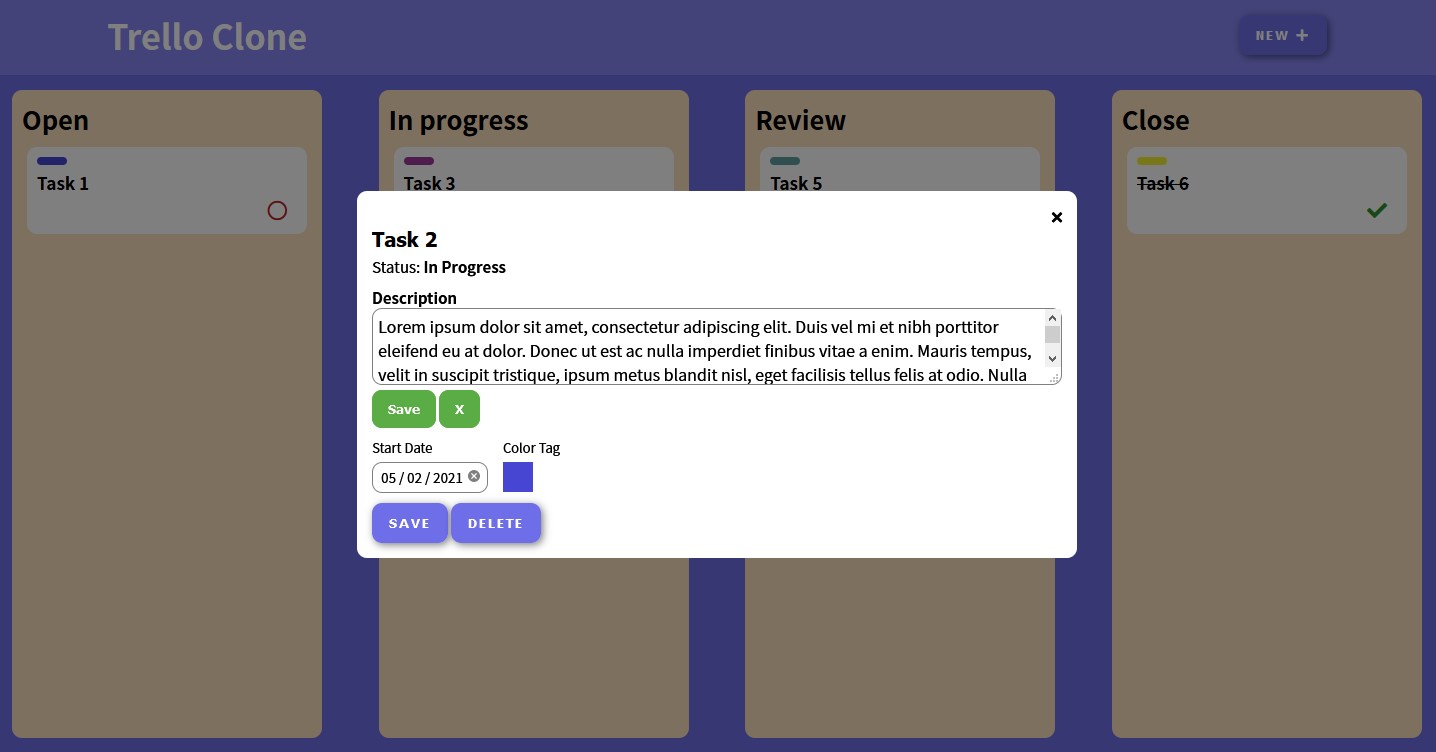 Trello Clone
NEW +
Open
In progress
Review
Close
Task 1
Task 3
Task 5
Task 6
Task 2
Status: In Progress
Description
Lorem ipsum dolor sit amet, consectetur adipiscing elit. Duis vel mi et nibh porttitor
eleifend eu at dolor. Donec ut est ac nulla imperdiet finibus vitae a enim. Mauris tempus,
velit in suscipit tristique, ipsum metus blandit nisl, eget facilisis tellus felis at odio. Nulla
Save
X
Start Date
Color Tag
05 / 02 / 2021
SAVE
DELETE